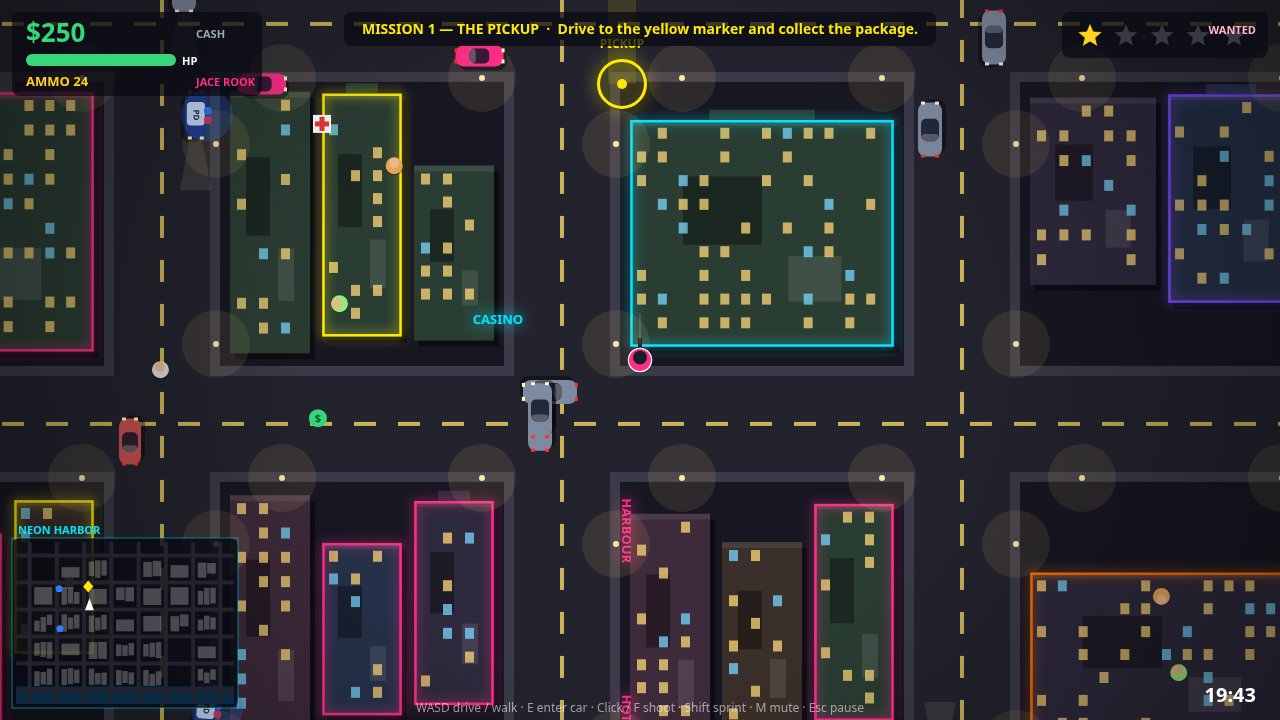 $250
CASH
HP
AMMO 24
JACE ROOK
MISSION 1 — THE PICKUP · Drive to the yellow marker and collect the package.
PICKUP
WANTED
PD
CASINO
$
HARBOUR
NEON HARBOR
WASD drive / walk · E enter car · Click / F shoot · Shift sprint · M mute · Esc pause
19:43